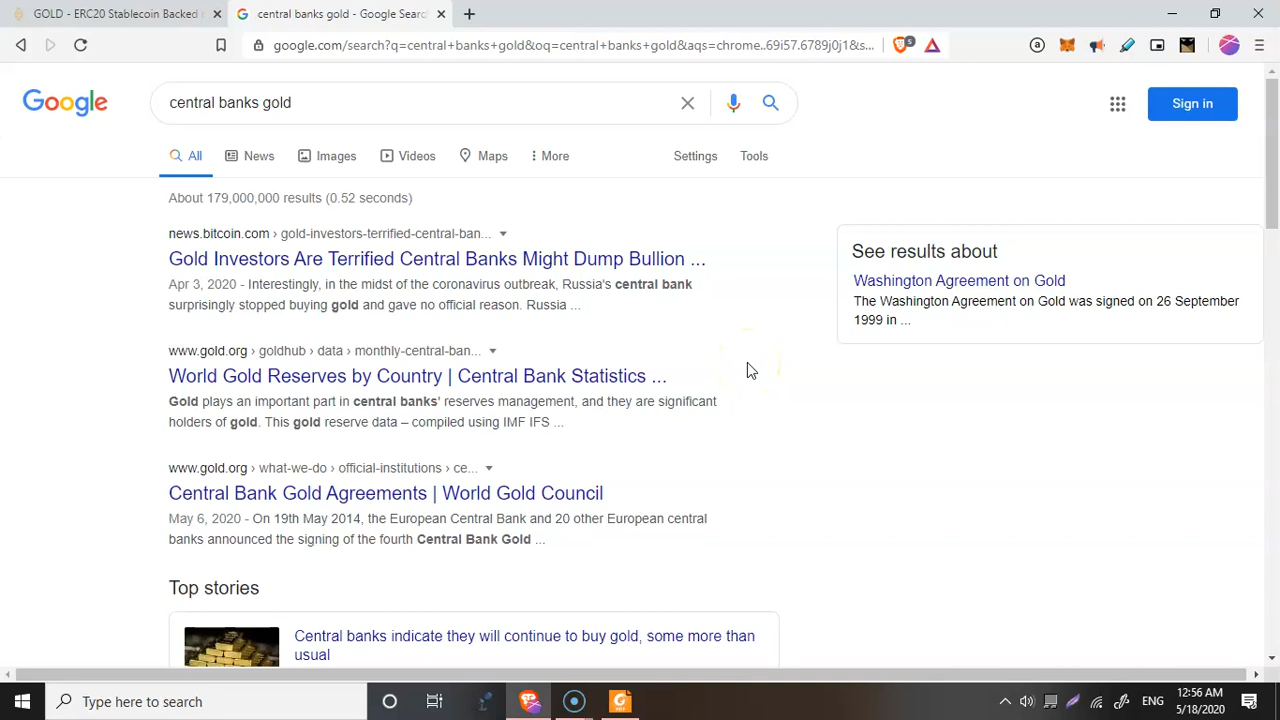 GOLD - ERC20 Stablecoin Backed
central banks gold - Google Sear
google.com/search?q=central+banks+gold&oq=central+banks+gold&aqs=chrome..69i57.6789j0j1&s...
5
Google
central banks gold
Sign in
All
News
Images
Videos
Maps
More
Settings
Tools
About 179,000,000 results (0.52 seconds)
news.bitcoin.com › gold-investors-terrified-central-ban...
Gold Investors Are Terrified Central Banks Might Dump Bullion ...
Apr 3, 2020 - Interestingly, in the midst of the coronavirus outbreak, Russia's central bank
surprisingly stopped buying gold and gave no official reason. Russia ...
www.gold.org › goldhub › data › monthly-central-ban...
World Gold Reserves by Country | Central Bank Statistics ...
Gold plays an important part in central banks' reserves management, and they are significant
holders of gold. This gold reserve data – compiled using IMF IFS ...
www.gold.org › what-we-do › official-institutions › ce...
Central Bank Gold Agreements | World Gold Council
May 6, 2020 - On 19th May 2014, the European Central Bank and 20 other European central
banks announced the signing of the fourth Central Bank Gold ...
See results about
Washington Agreement on Gold
The Washington Agreement on Gold was signed on 26 September
1999 in ...
Top stories
Central banks indicate they will continue to buy gold, some more than
usual
Type here to search
ENG
12:56 AM
5/18/2020